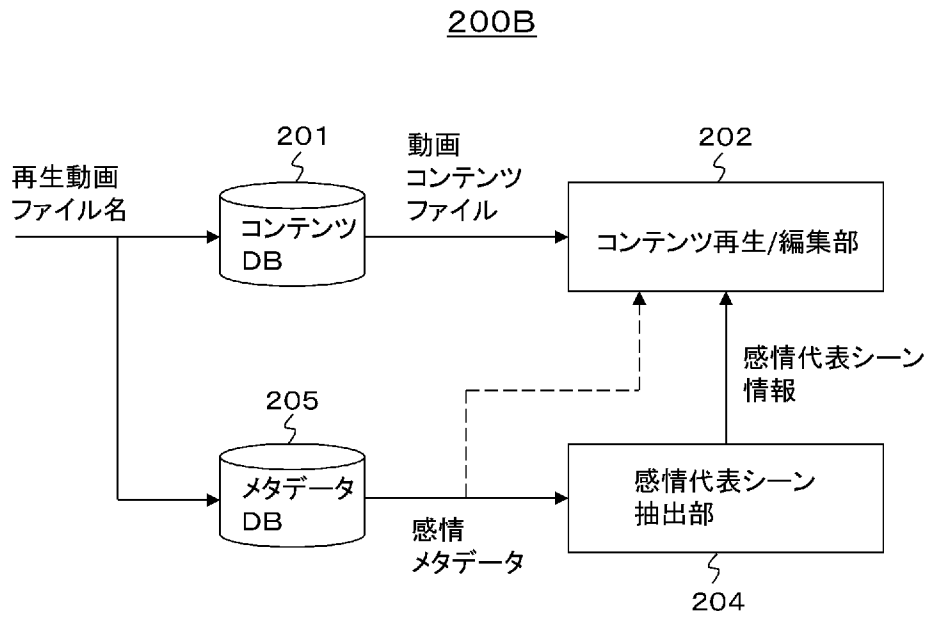 200B
201
202
再生動画
ファイル名
動画
コンテンツ
ファイル
コンテンツ
DB
コンテンツ再生/編集部
感情代表シーン
情報
205
メタデータ
DB
感情
メタデータ
感情代表シーン
抽出部
204